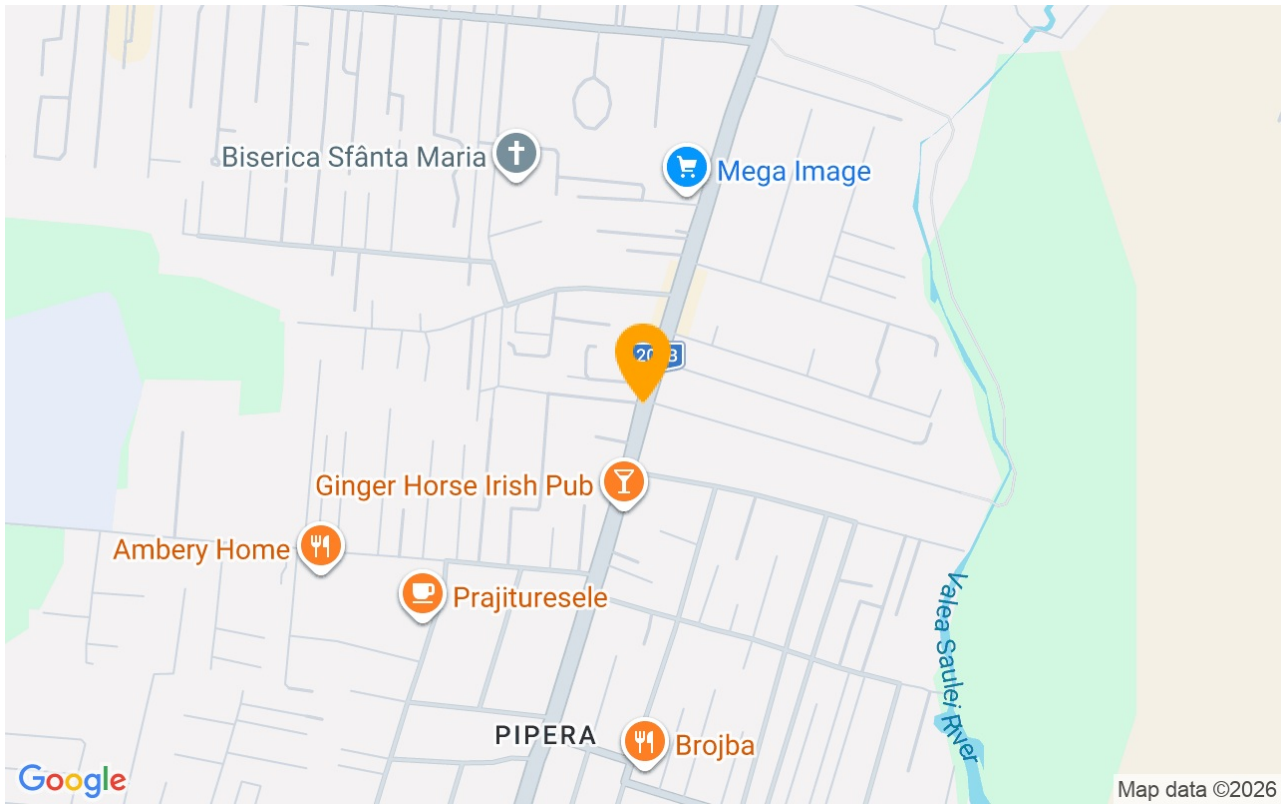 Biserica Sfânta Maria
Mega Image
20
B
Ginger Horse Irish Pub
Ambery Home
Prajituresele
Valea Saulei River
PIPERA
Brojba
Google
Map data ©2026